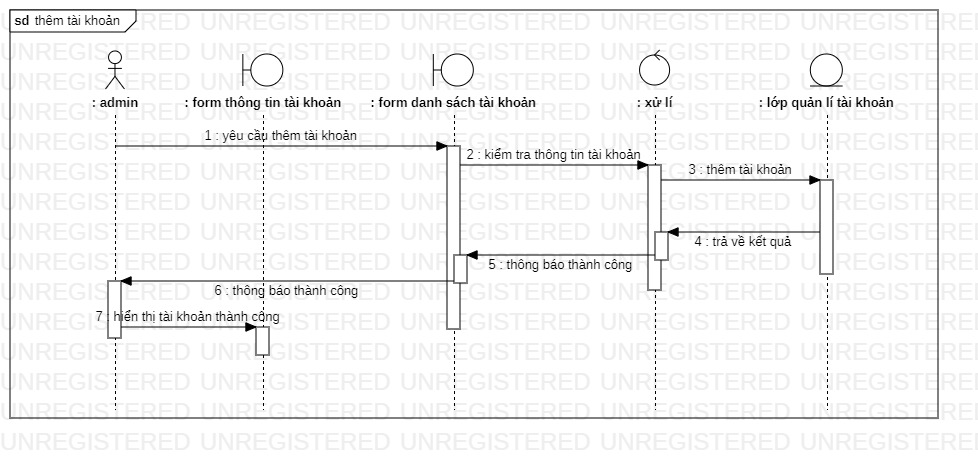 sd thêm tài khoản
: admin
: form thông tin tài khoản
: form danh sách tài khoản
: xử lí
: lớp quản lí tài khoản
1 : yêu cầu thêm tài khoản
2 : kiểm tra thông tin tài khoản
3 : thêm tài khoản
4 : trả về kết quả
5 : thông báo thành công
6 : thông báo thành công
7 : hiển thị tài khoản thành công
UNREGISTERED UNREGISTERED UNREGISTERED UNREGISTERED UNREGISTERED